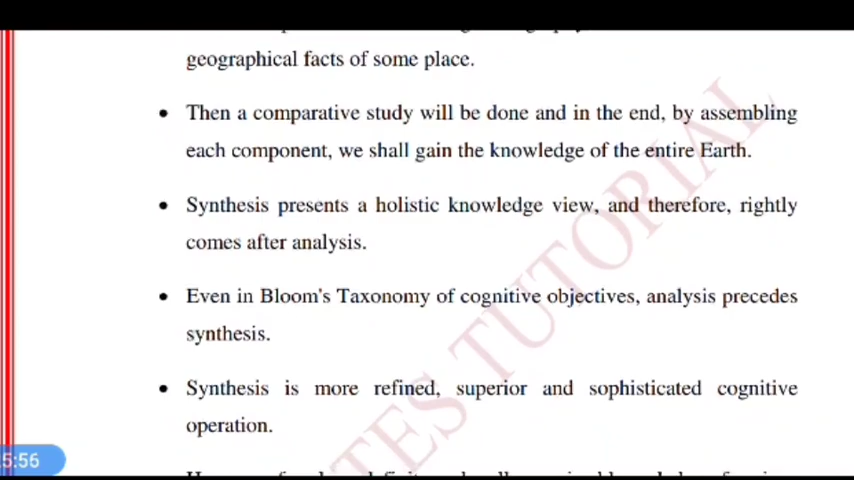 geographical facts of some place.
• Then a comparative study will be done and in the end, by assembling
each component, we shall gain the knowledge of the entire Earth.
• Synthesis presents a holistic knowledge view, and therefore, rightly
comes after analysis.
• Even in Bloom's Taxonomy of cognitive objectives, analysis precedes
synthesis.
• Synthesis is more refined, superior and sophisticated cognitive
operation.
5:56
TES TUTORIAL